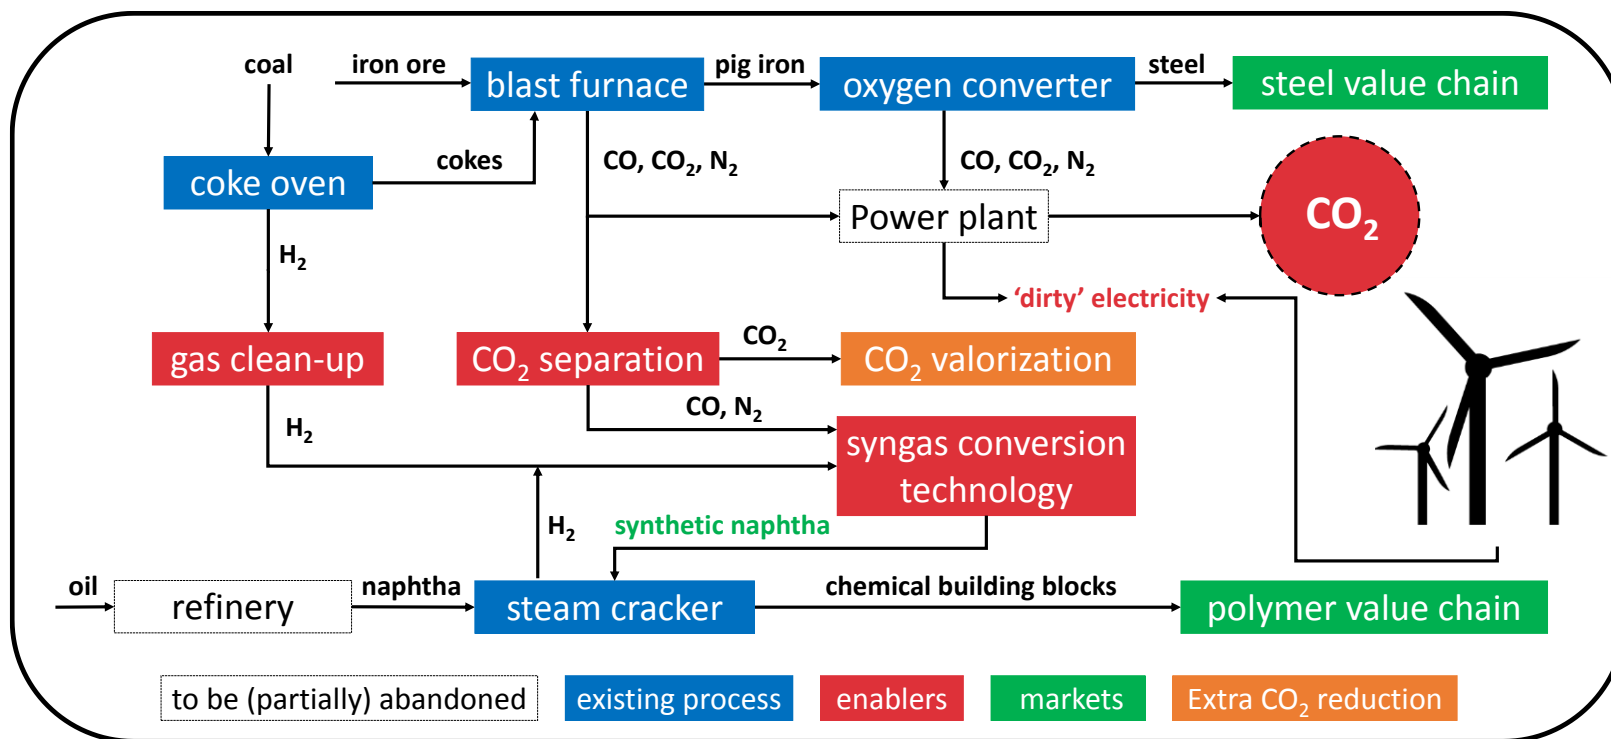 coal
iron ore
blast furnace
pig iron
oxygen converter
steel
steel value chain
coke oven
cokes
CO, CO₂, N₂
CO, CO₂, N₂
Power plant
CO₂
H₂
‘dirty’ electricity
gas clean-up
CO₂ separation
CO₂
CO₂ valorization
CO, N₂
H₂
syngas conversion
technology
H₂
synthetic naphtha
oil
refinery
naphtha
steam cracker
chemical building blocks
polymer value chain
to be (partially) abandoned
existing process
enablers
markets
Extra CO₂ reduction